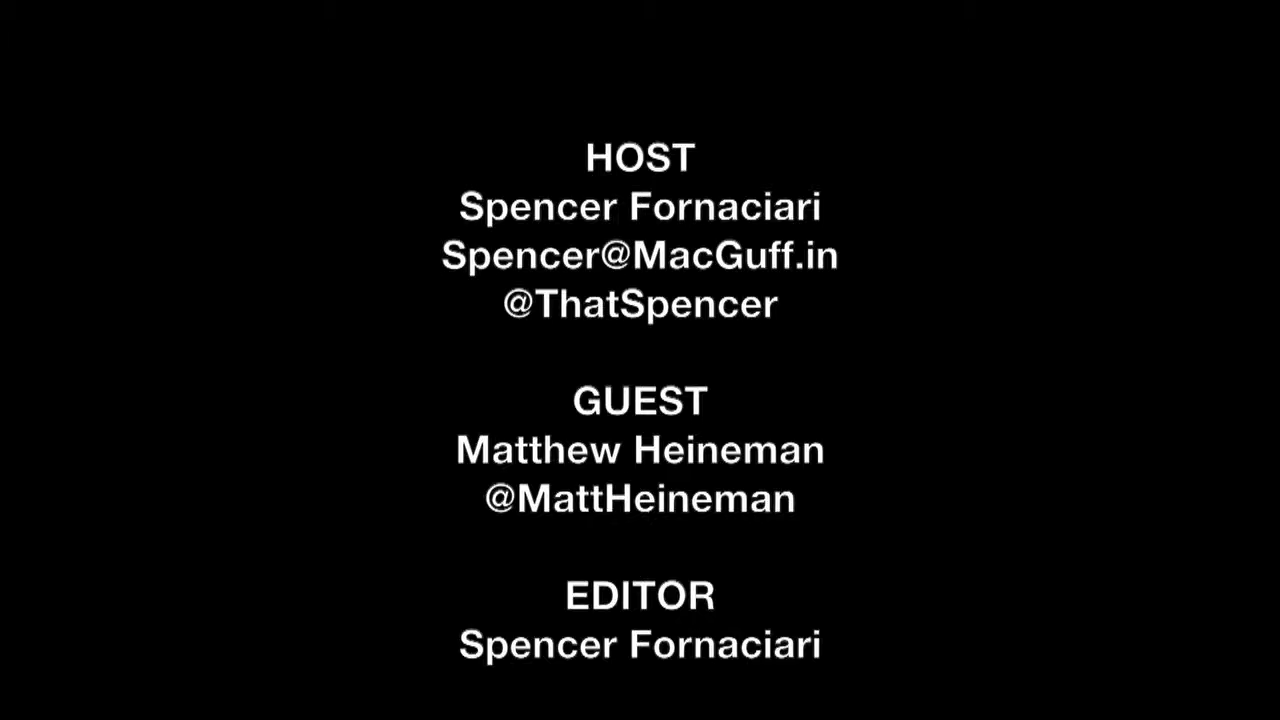 HOST
Spencer Fornaciari
Spencer@MacGuff.in
@ThatSpencer
GUEST
Matthew Heineman
@MattHeineman
EDITOR
Spencer Fornaciari